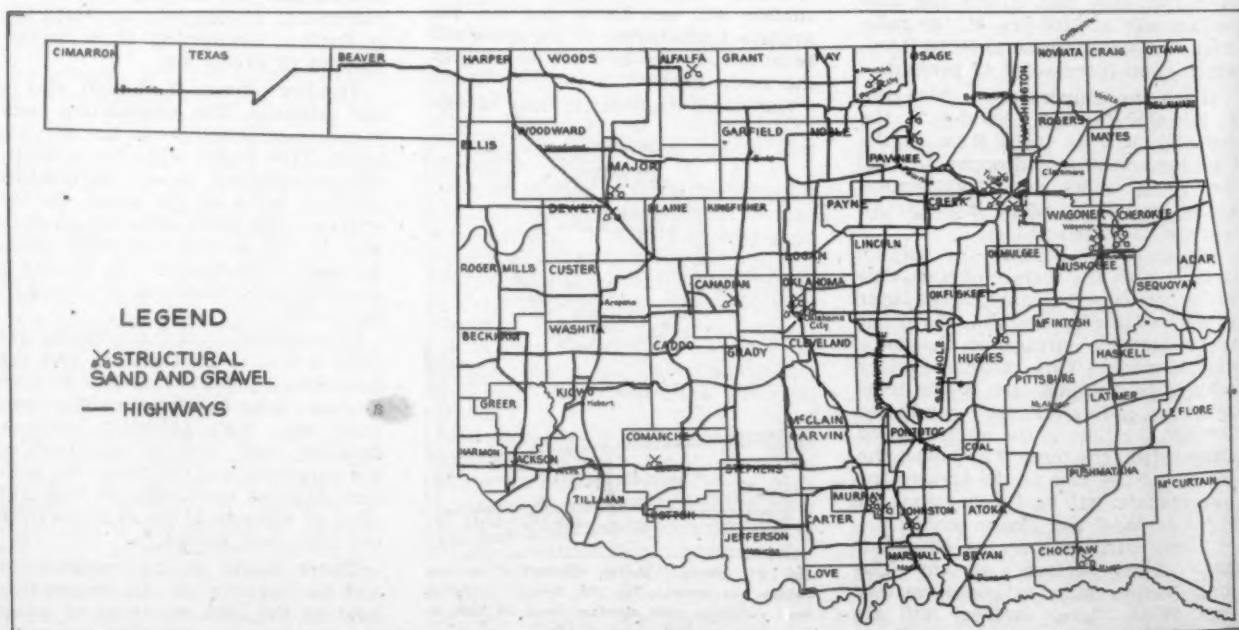 CIMARRON TEXAS BEAVER HARPER WOODS ALFALFA GRANT KAY OSAGE WASHINGTON NOWATA CRAIG OTTAWA
DELAWARE
ROGERS
MAYES
ELLIS WOODWARD GARFIELD NOBLE
Woodward
MAJOR PAWNEE
Claremore
DEWEY BLAINE KINGFISHER PAYNE CREEK WAGONER CHEROKEE
LOGAN LINCOLN OKMULGEE MUSKOGEE ADAIR
ROGER MILLS CUSTER CANADIAN OKLAHOMA OKFUSKEE SEQUOYAH
Arapaho
LEGEND
Oklahoma City
WASHITA McINTOSH
BECKHAM CADDO GRADY CLEVELAND SEMINOLE HUGHES HASKELL
STRUCTURAL
SAND AND GRAVEL
PITTSBURG LATIMER
HIGHWAYS
KIOWA
Hobart
GREER McCLAIN LEFLORE
COMANCHE GARVIN PONTOTOC COAL
HARMON JACKSON STEPHENS PUSHMATAHA McCURTAIN
TILLMAN COTTON MURRAY JOHNSTON ATOKA
CARTER
JEFFERSON MARSHALL BRYAN CHOCTAW
LOVE